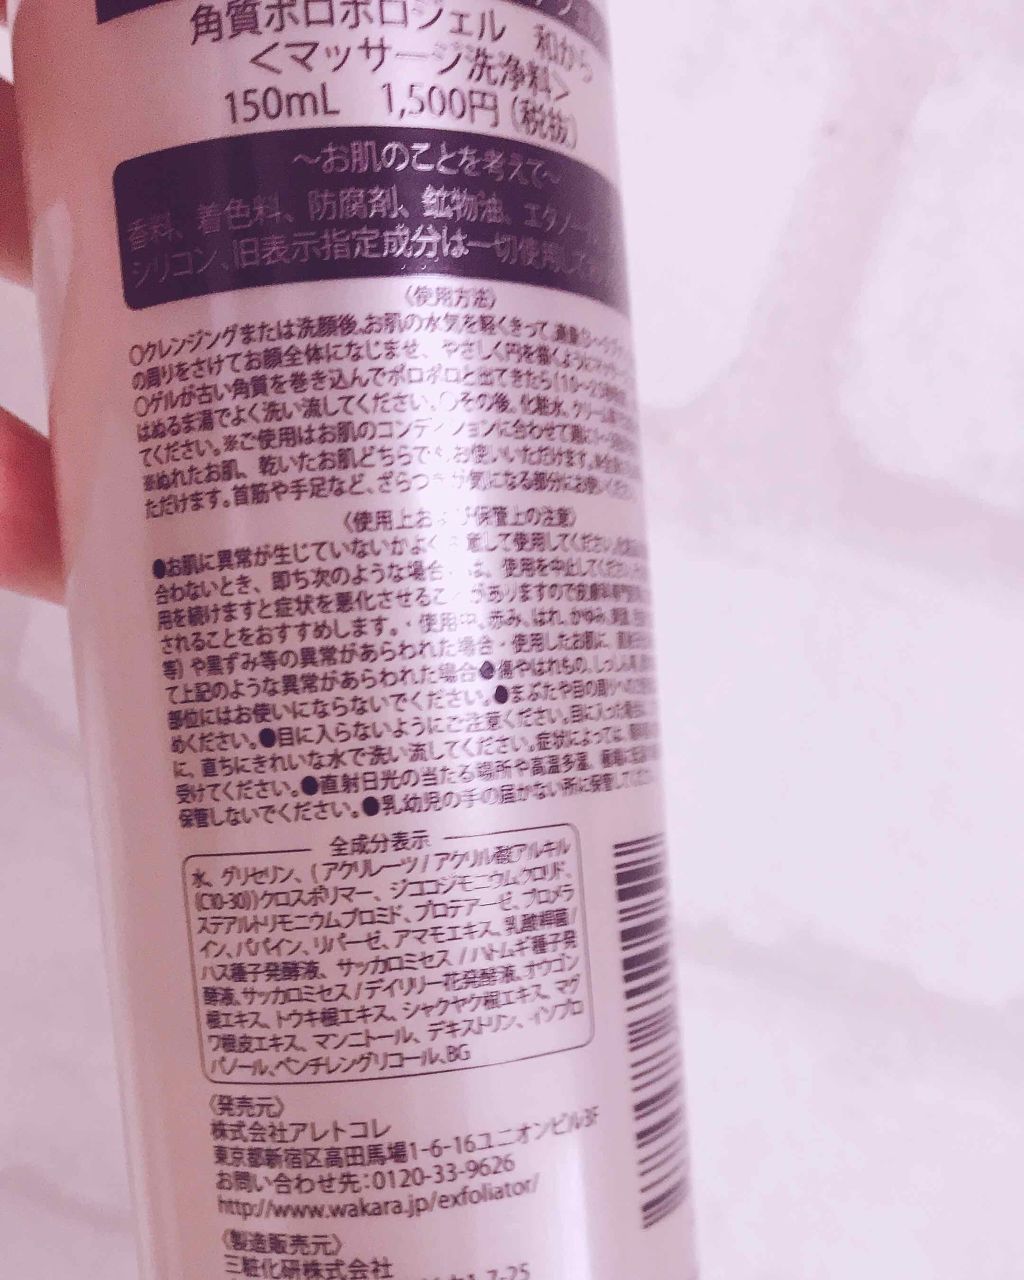 角質ポロポロジェル 和から
<マッサージ洗浄料>
150mL 1,500円(税抜)
~お肌のことを考えて~
香料、着色料、防腐剤、鉱物油、エタノール
シリコン、旧表示指定成分は一切使用して
〈使用方法〉
○クレンジングまたは洗顔後、お肌の水気を軽くきって、適量
の周りをさけてお顔全体になじませ、やさしく円を描くようにマッサージ
○ゲルが古い角質を巻き込んでポロポロと出てきたら
はぬるま湯でよく洗い流してください。○その後、化粧水、クリーム
てください。※ご使用はお肌のコンディションに合わせて週に
※ぬれたお肌、乾いたお肌どちらでもお使いいただけます。
ただけます。首筋や手足など、ざらつきが気になる部分にお使い
〈使用上および保管上の注意〉
●お肌に異常が生じていないかよく注意して使用してください。
合わないとき、即ち次のような場合には、使用を中止してください。
用を続けますと症状を悪化させることがありますので皮膚科専門医
されることをおすすめします。・使用中、赤み、はれ、かゆみ、刺激、
等)や黒ずみ等の異常があらわれた場合・使用したお肌に、直射日光
て上記のような異常があらわれた場合●傷やはれもの、しっしん等、
部位にはお使いにならないでください。●まぶたや目の周りへの
めください。●目に入らないようにご注意ください。目に入った場合
に、直ちにきれいな水で洗い流してください。症状によっては、
受けてください。●直射日光の当たる場所や高温多湿、極端に
保管しないでください。●乳幼児の手の届かない所に保管してください
全成分表示
水、グリセリン、(アクリレーツ/アクリル酸アルキル
(C10-30))クロスポリマー、ジココジモニウムクロリド、
ステアルトリモニウムブロミド、プロテアーゼ、ブロメラ
イン、パパイン、リパーゼ、アマモエキス、乳酸桿菌/
ハス種子発酵液、サッカロミセス/ハトムギ種子発
酵液、サッカロミセス/デイリリー花発酵液、オウゴン
根エキス、トウキ根エキス、シャクヤク根エキス、マグ
ワ根皮エキス、マンニトール、デキストリン、イソプロ
パノール、ペンチレングリコール、BG
〈発売元〉
株式会社アレトコレ
東京都新宿区高田馬場1-6-16ユニオンビル3F
お問い合わせ先:0120-33-9626
http://www.wakara.jp/exfoliator/
〈製造販売元〉
三粧化研株式会社
1-7-25